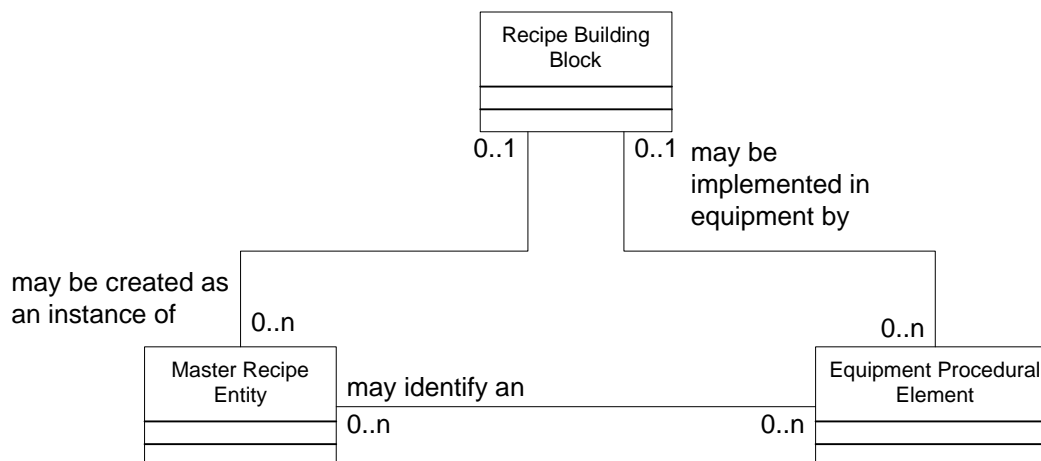 Recipe Building
Block
0..1
0..1
may be
implemented in
equipment by
may be created as
an instance of
0..n
0..n
Master Recipe
Entity
may identify an
0..n
0..n
Equipment Procedural
Element